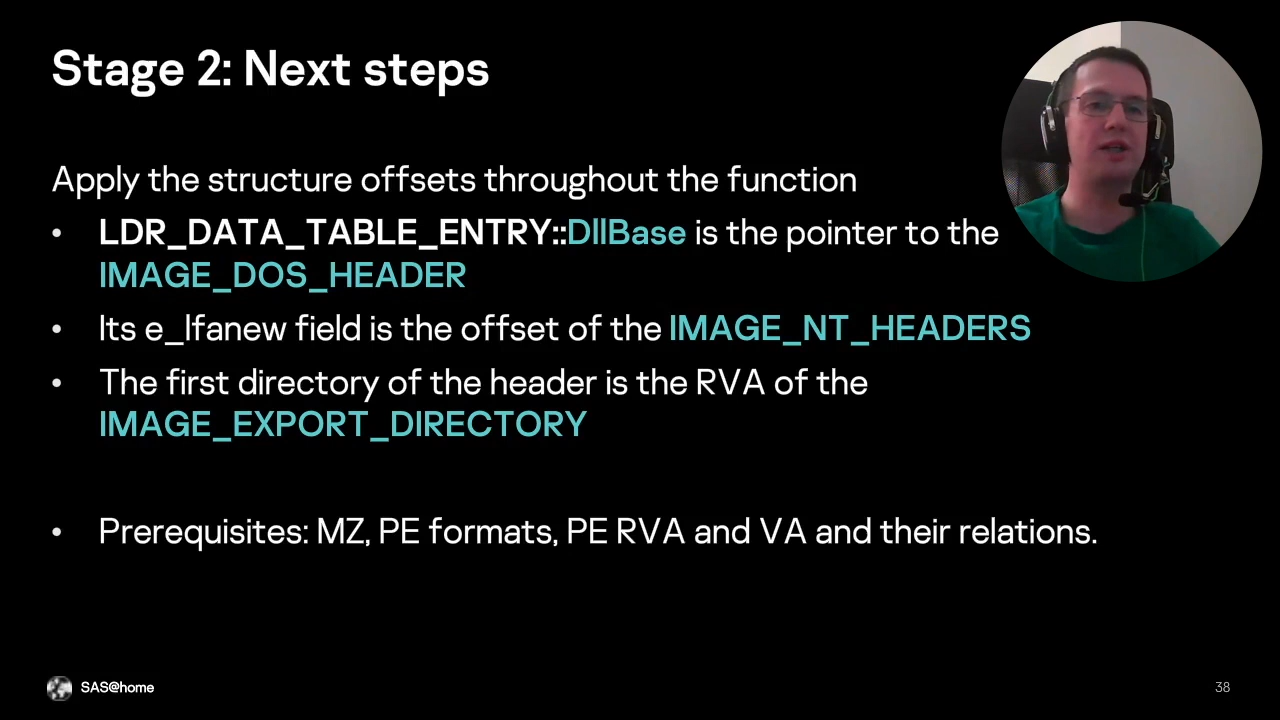 Stage 2: Next steps
Apply the structure offsets throughout the function
• LDR_DATA_TABLE_ENTRY::DllBase is the pointer to the
IMAGE_DOS_HEADER
• Its e_lfanew field is the offset of the IMAGE_NT_HEADERS
• The first directory of the header is the RVA of the
IMAGE_EXPORT_DIRECTORY
• Prerequisites: MZ, PE formats, PE RVA and VA and their relations.
SAS@home
38